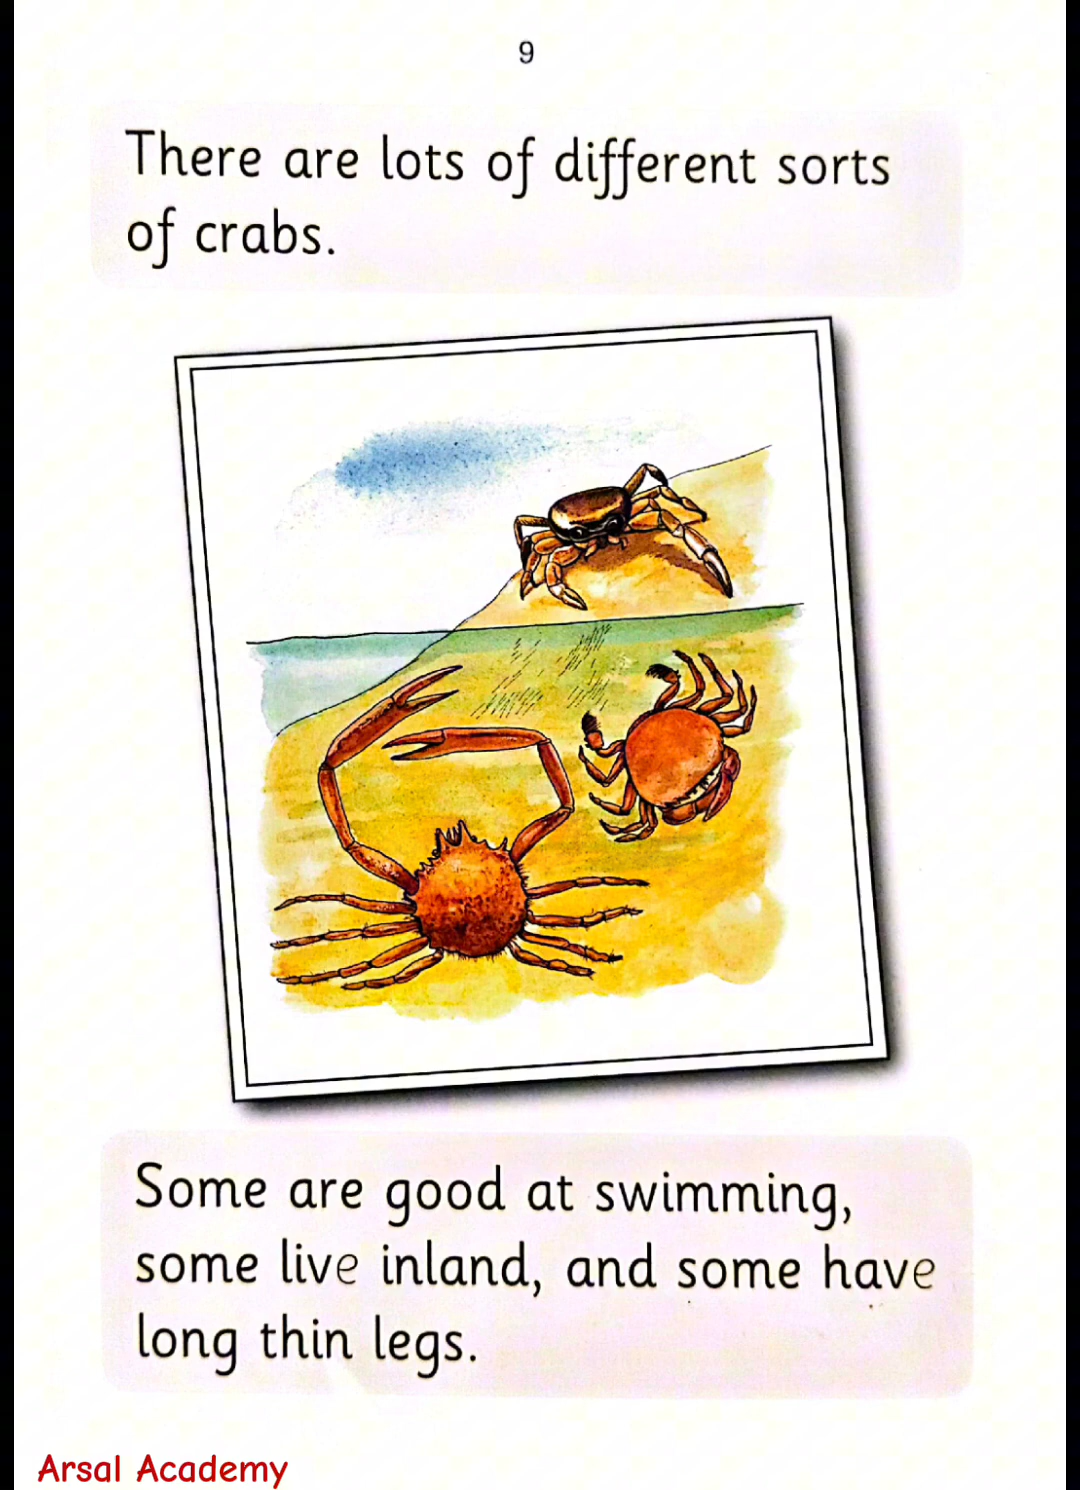 9
There are lots of different sorts
of crabs.
Some are good at swimming,
some live inland, and some have
long thin legs.
Arsal Academy